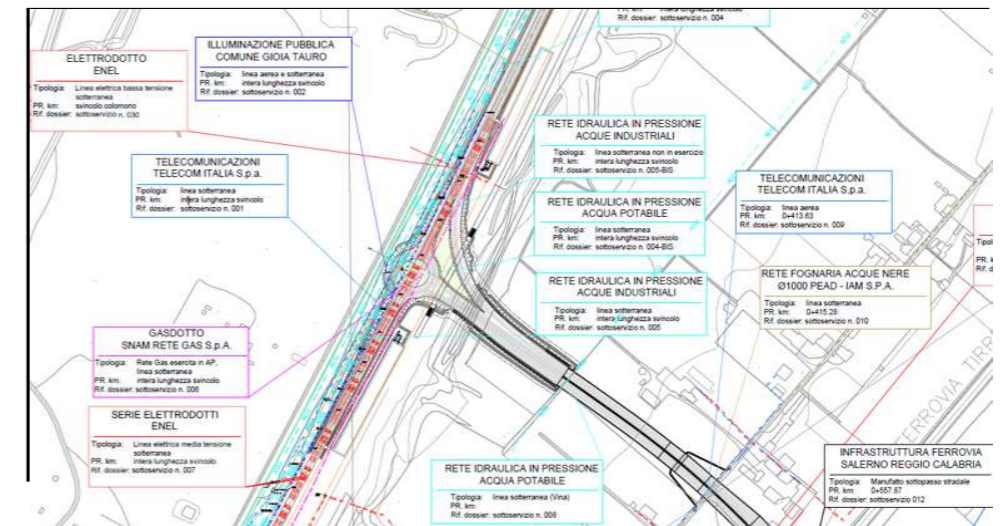 Rif. dossier: sottoservizio n. 004
ELETTRODOTTO
ENEL
Tipologia: Linea elettrica bassa tensione
sotterranea
PR. km: svincolo colomono
Rif. dossier: sottoservizio n. 030
ILLUMINAZIONE PUBBLICA
COMUNE GIOIA TAURO
Tipologia: linea aerea e sotterranea
PR. km: intera lunghezza svincolo
Rif. dossier: sottoservizio n. 002
TELECOMUNICAZIONI
TELECOM ITALIA S.p.a.
Tipologia: linea sotterranea
PR. km: intera lunghezza svincolo
Rif. dossier: sottoservizio n. 001
RETE IDRAULICA IN PRESSIONE
ACQUE INDUSTRIALI
Tipologia: linea sotterranea non in esercizio
PR. km: intera lunghezza svincolo
Rif. dossier: sottoservizio n. 005-BIS
RETE IDRAULICA IN PRESSIONE
ACQUA POTABILE
Tipologia: linea sotterranea
PR. km: intera lunghezza svincolo
Rif. dossier: sottoservizio n. 004-BIS
TELECOMUNICAZIONI
TELECOM ITALIA S.p.a.
Tipologia: linea aerea
PR. km: 0+413.63
Rif. dossier: sottoservizio n. 009
RETE IDRAULICA IN PRESSIONE
ACQUE INDUSTRIALI
Tipologia: linea sotterranea
PR. km: intera lunghezza svincolo
Rif. dossier: sottoservizio n. 005
RETE FOGNARIA ACQUE NERE
Ø1000 PEAD - IAM S.P.A.
Tipologia: linea sotterranea
PR. km: 0+415.28
Rif. dossier: sottoservizio n. 010
GASDOTTO
SNAM RETE GAS S.p.A.
Tipologia: Rete Gas esercita in AP,
linea sotterranea
PR. km: intera lunghezza svincolo
Rif. dossier: sottoservizio n. 006
SERIE ELETTRODOTTI
ENEL
Tipologia: Linea elettrica media tensione
sotterranea
PR. km: intera lunghezza svincolo
Rif. dossier: sottoservizio n. 007
RETE IDRAULICA IN PRESSIONE
ACQUA POTABILE
Tipologia: linea sotterranea (Vina)
PR. km:
Rif. dossier: sottoservizio n. 008
INFRASTRUTTURA FERROVIA
SALERNO REGGIO CALABRIA
Tipologia: Manufatto sottopasso stradale
PR. km: 0+557.87
Rif. dossier: sottoservizio 012
FERROVIA TIRR